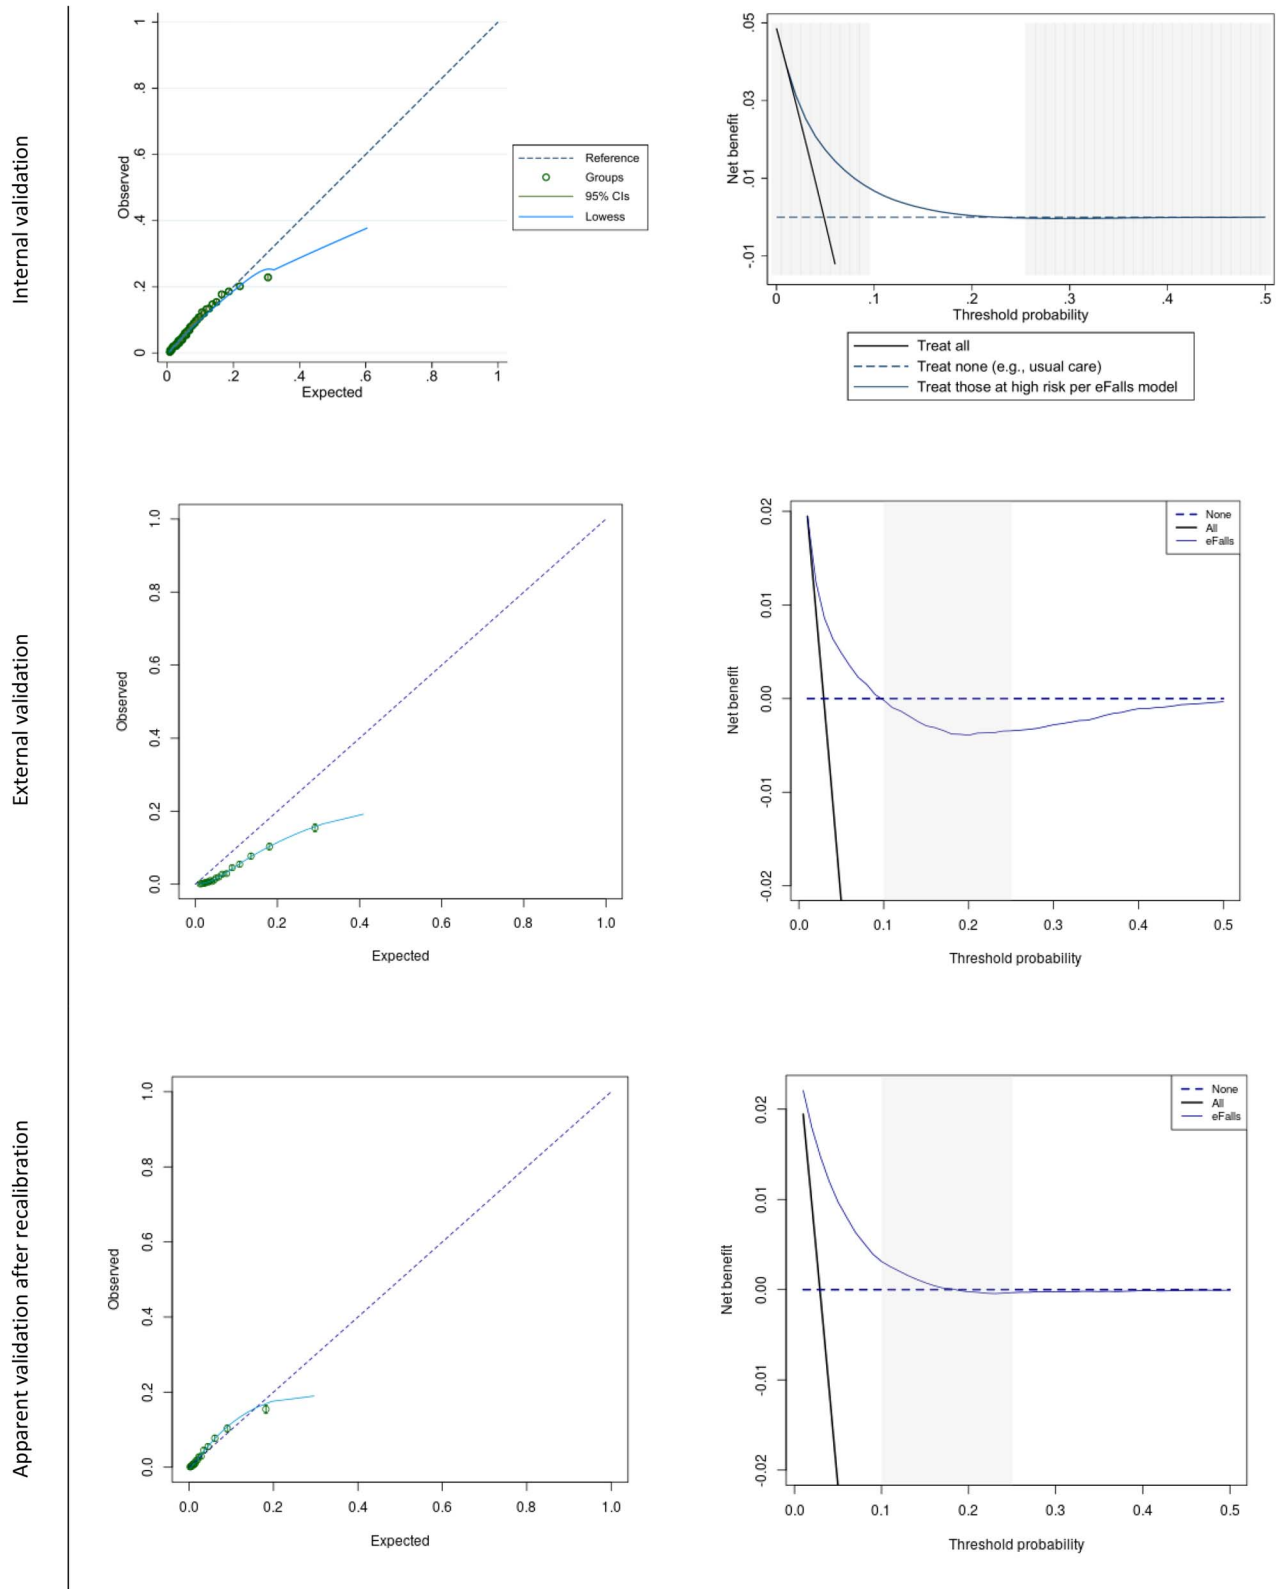 Internal validation
1
.8
.6
.4
.2
0
Observed
0 .2 .4 .6 .8 1
Expected
Reference
Groups
95% CIs
Lowess
.05
.03
.01
-.01
Net benefit
0 .1 .2 .3 .4 .5
Threshold probability
Treat all
Treat none (e.g., usual care)
Treat those at high risk per eFalls model
External validation
1.0
0.8
0.6
0.4
0.2
0.0
Observed
0.0 0.2 0.4 0.6 0.8 1.0
Expected
0.02
0.01
0.00
-0.01
-0.02
Net benefit
None
All
eFalls
0.0 0.1 0.2 0.3 0.4 0.5
Threshold probability
Apparent validation after recalibration
1.0
0.8
0.6
0.4
0.2
0.0
Observed
0.0 0.2 0.4 0.6 0.8 1.0
Expected
0.02
0.01
0.00
-0.01
-0.02
Net benefit
None
All
eFalls
0.0 0.1 0.2 0.3 0.4 0.5
Threshold probability